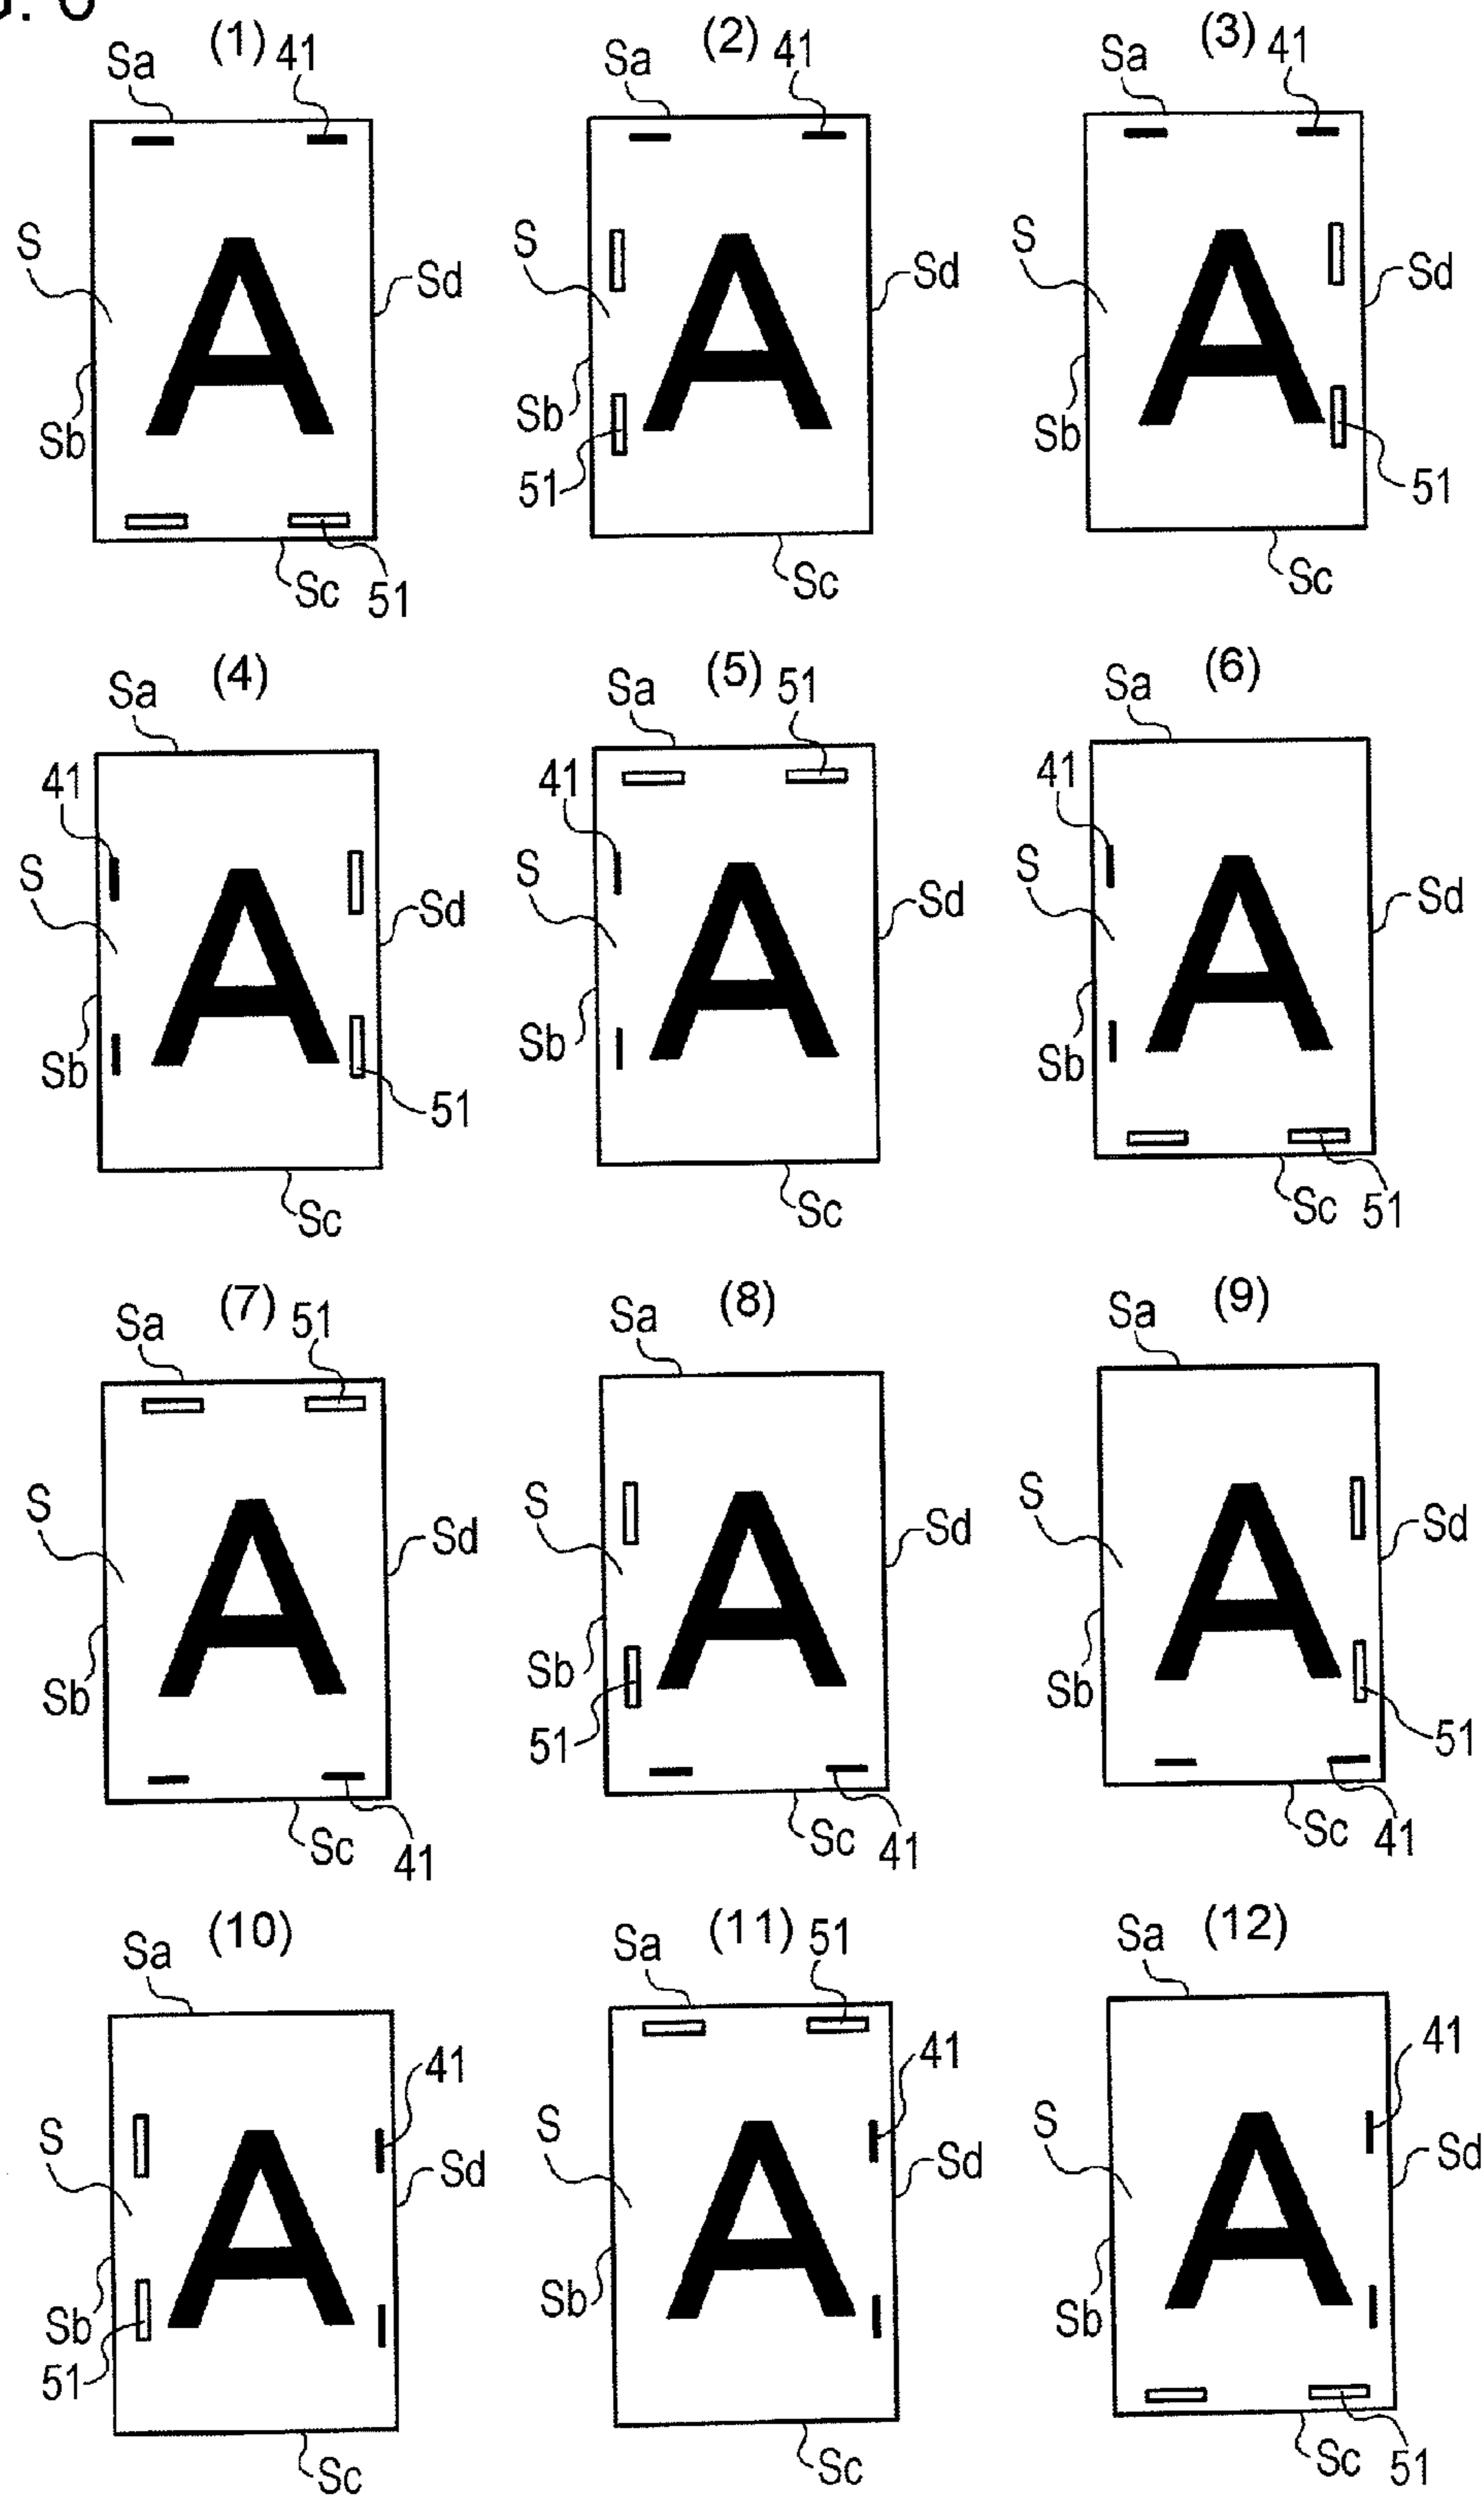 (1) (2) (3)
Sa 41 Sa 41 Sa 41
S A Sd S A Sd S A Sd
Sb Sb Sb
51 51
Sc 51 Sc Sc
(4) (5) (6)
Sa Sa 51 Sa
41 41 41
S A Sd S A Sd S A Sd
Sb Sb Sb
51
Sc Sc Sc 51
(7) (8) (9)
Sa 51 Sa Sa
S A Sd S A Sd S A Sd
Sb Sb Sb
51 51
Sc 41 Sc 41 Sc 41
(10) (11) (12)
Sa Sa 51 Sa
41 41 41
S A Sd S A Sd S A Sd
Sb Sb Sb
51
Sc Sc Sc 51